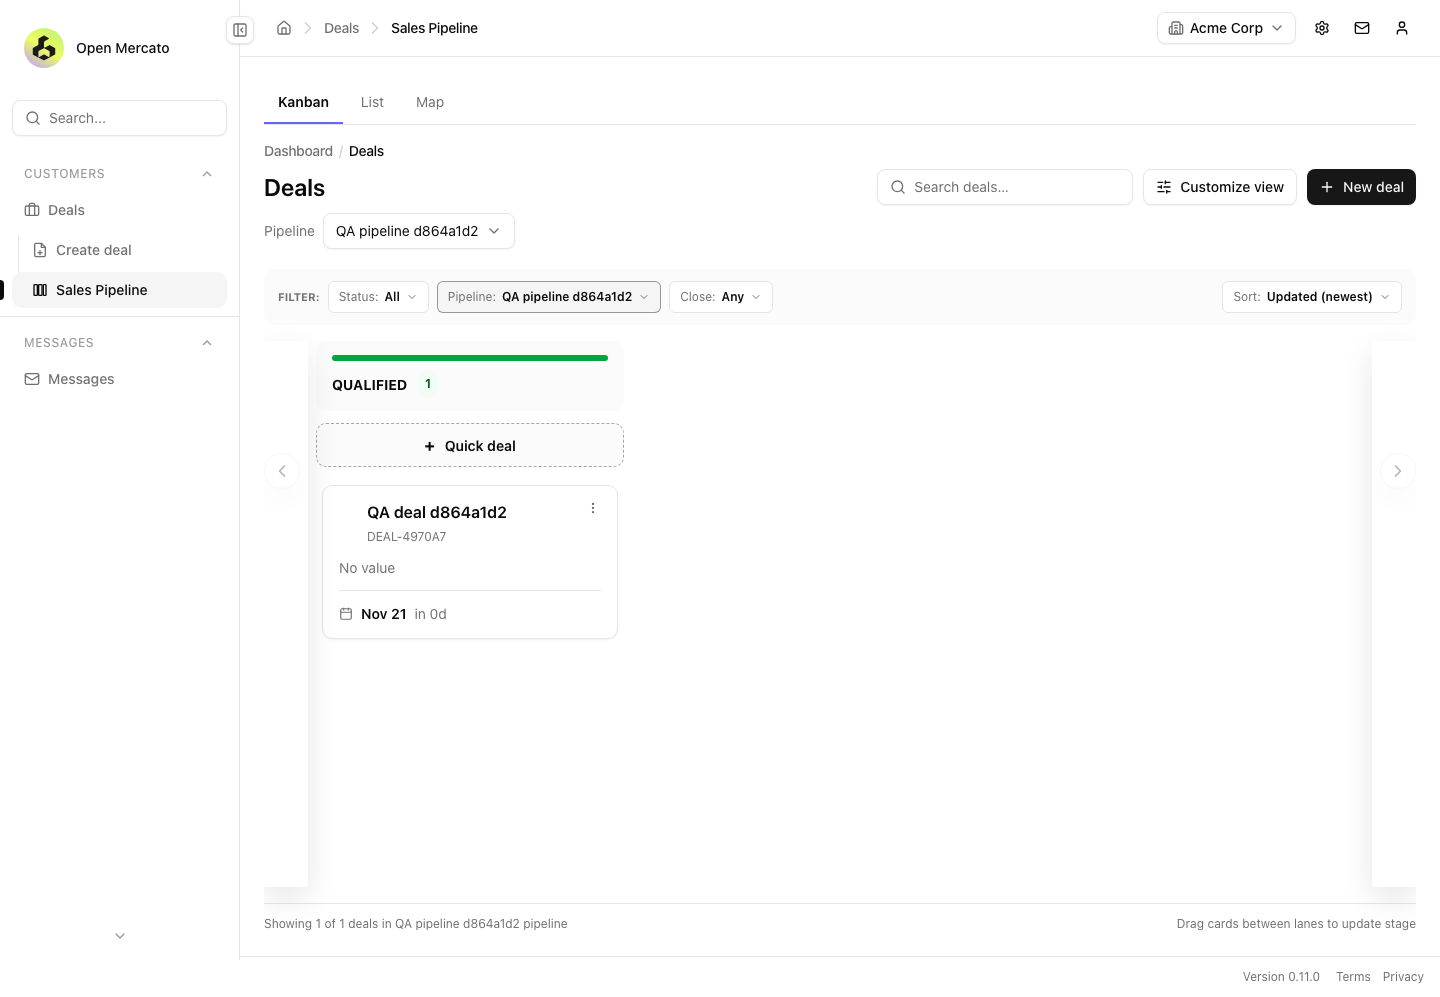 Open Mercato
Deals
Sales Pipeline
Acme Corp
Search...
CUSTOMERS
Deals
Create deal
Sales Pipeline
MESSAGES
Messages
Kanban
List
Map
Dashboard / Deals
Deals
Search deals...
Customize view
New deal
Pipeline
QA pipeline d864a1d2
FILTER:
Status: All
Pipeline: QA pipeline d864a1d2
Close: Any
Sort: Updated (newest)
QUALIFIED 1
Quick deal
QA deal d864a1d2
DEAL-4970A7
No value
Nov 21 in 0d
Showing 1 of 1 deals in QA pipeline d864a1d2 pipeline
Drag cards between lanes to update stage
Version 0.11.0
Terms
Privacy